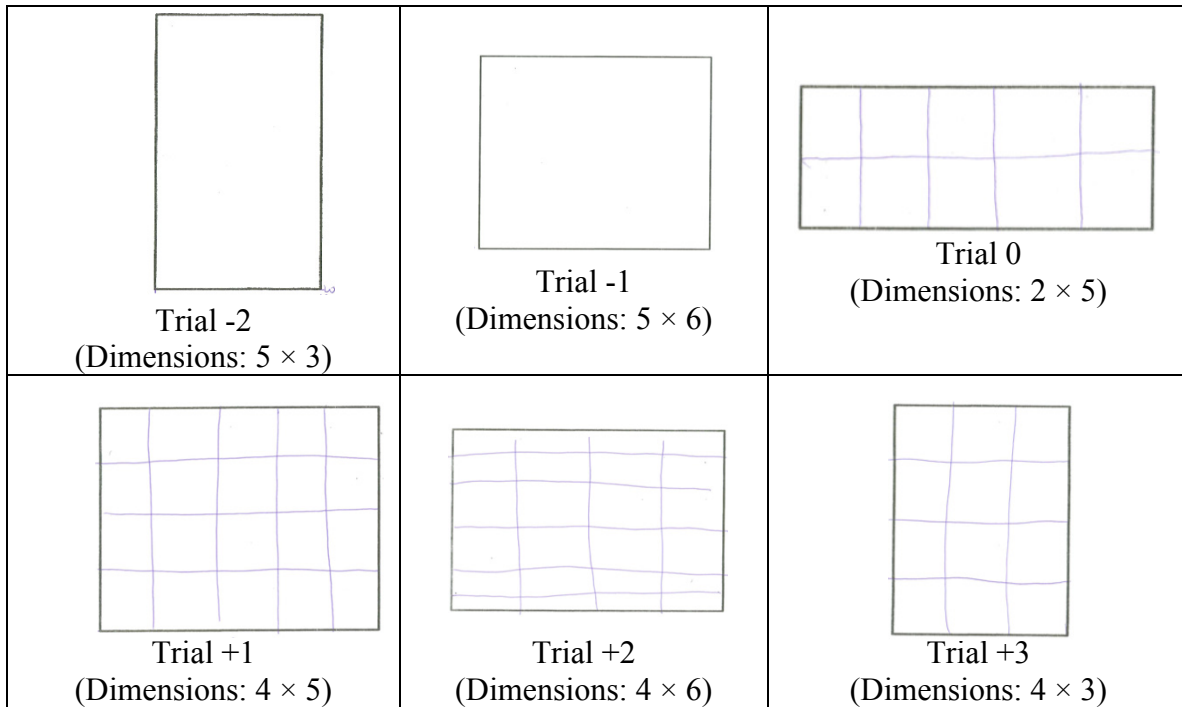 Trial -2
(Dimensions: 5 × 3)
Trial -1
(Dimensions: 5 × 6)
Trial 0
(Dimensions: 2 × 5)
Trial +1
(Dimensions: 4 × 5)
Trial +2
(Dimensions: 4 × 6)
Trial +3
(Dimensions: 4 × 3)